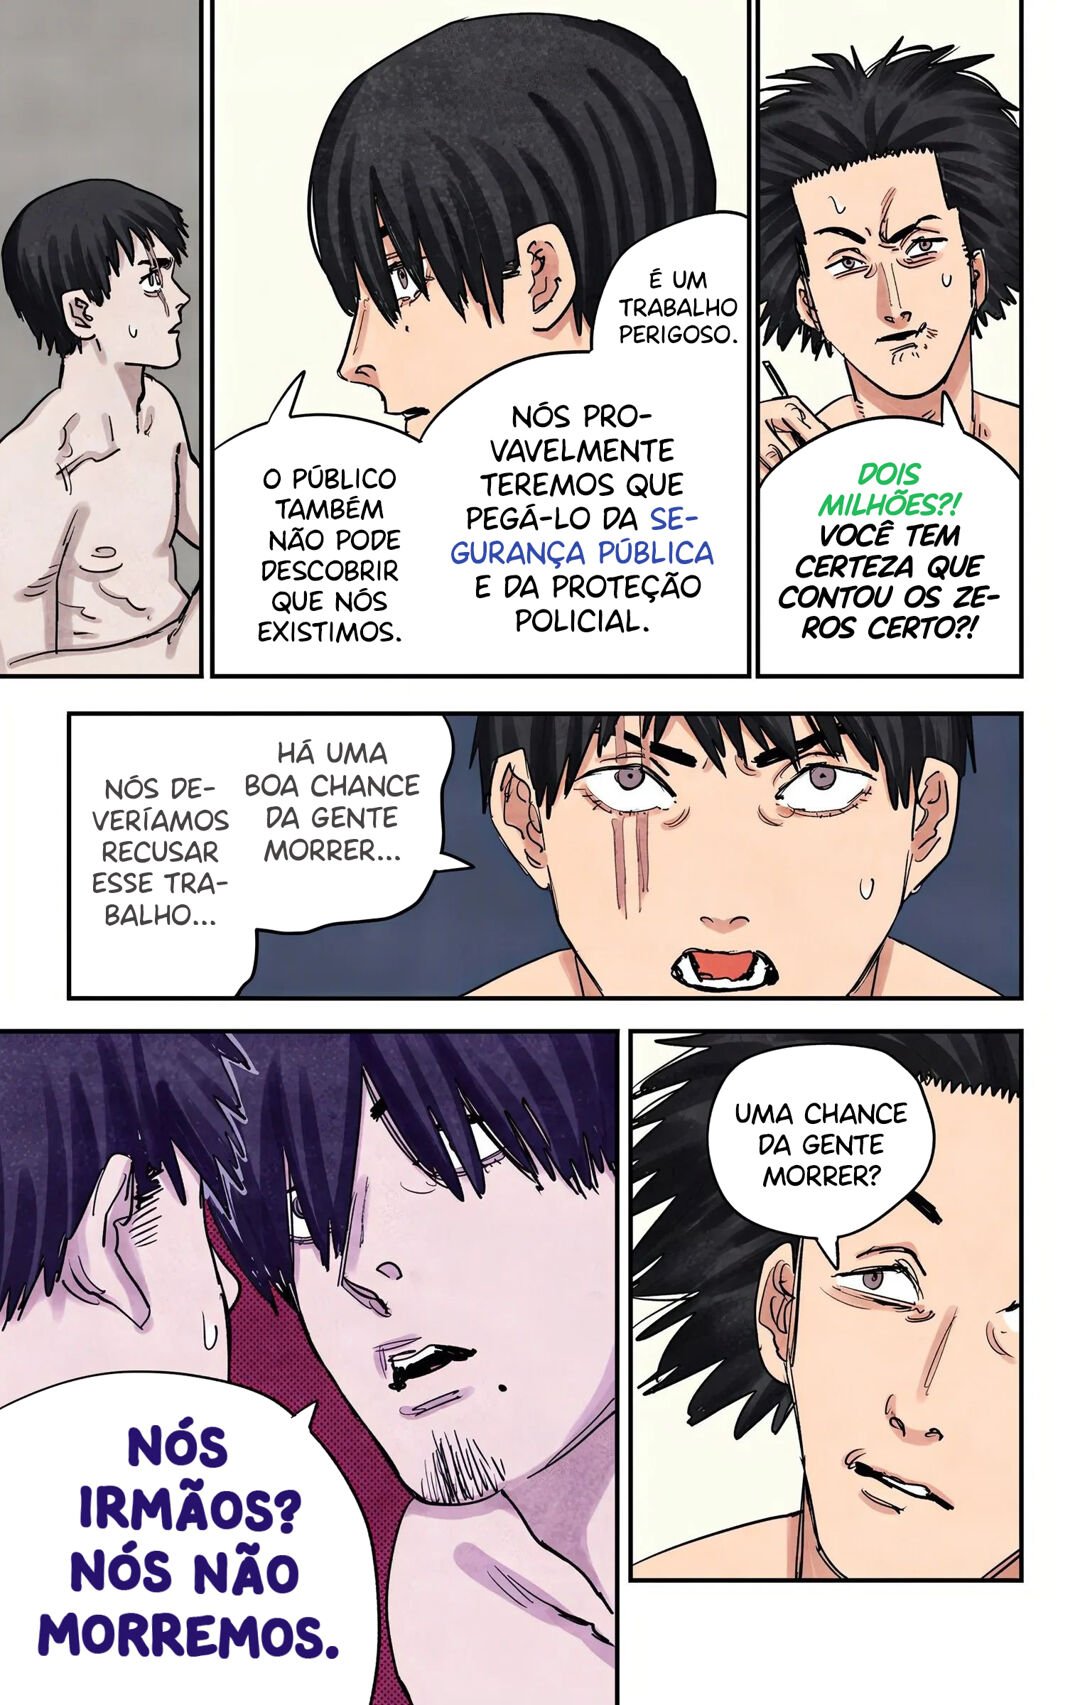 DOIS
MILHÕES?!
VOCÊ TEM
CERTEZA QUE
CONTOU OS ZE-
ROS CERTO?!
É UM
TRABALHO
PERIGOSO.
NÓS PRO-
VAVELMENTE
TEREMOS QUE
PEGÁ-LO DA SE-
GURANÇA PÚBLICA
E DA PROTEÇÃO
POLICIAL.
O PÚBLICO
TAMBÉM
NÃO PODE
DESCOBRIR
QUE NÓS
EXISTIMOS.
HÁ UMA
BOA CHANCE
DA GENTE
MORRER...
NÓS DE-
VERÍAMOS
RECUSAR
ESSE TRA-
BALHO...
UMA CHANCE
DA GENTE
MORRER?
NÓS
IRMÃOS?
NÓS NÃO
MORREMOS.